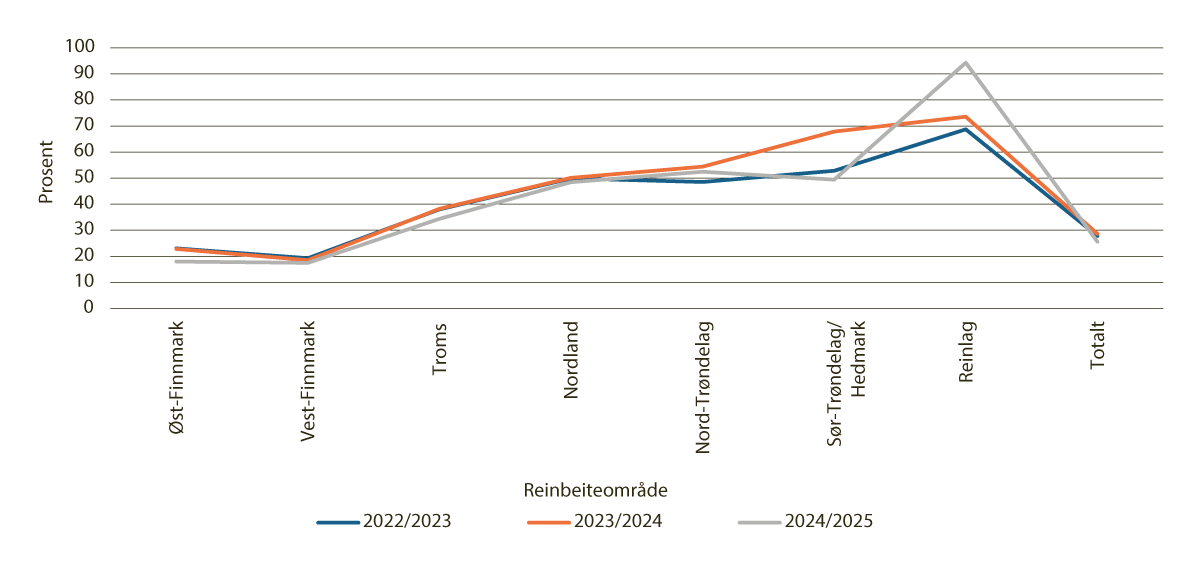 Prosent
100
90
80
70
60
50
40
30
20
10
0
Øst-Finnmark
Vest-Finnmark
Troms
Nordland
Nord-Trøndelag
Sør-Trøndelag/
Hedmark
Reinlag
Totalt
Reinbeiteområde
2022/2023
2023/2024
2024/2025